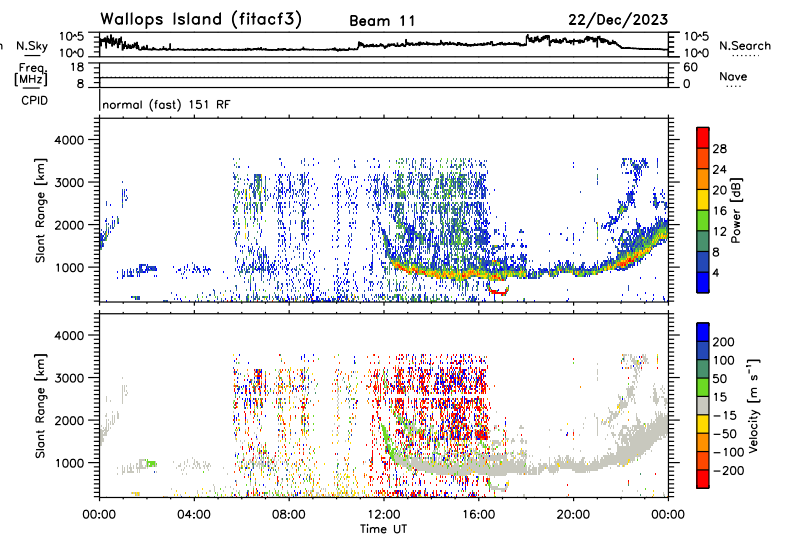 Wallops Island (fitacf3) Beam 11 22/Dec/2023
N.Sky 10^5 10^0 10^5 10^0 N.Search
Freq. [MHz] 18 8 60 0 Nave
CPID normal (fast) 151 RF
Slant Range [km]
4000
3000
2000
1000
28
24
20
16
12
8
4
Power [dB]
Slant Range [km]
4000
3000
2000
1000
200
100
50
15
-15
-50
-100
-200
Velocity [m s^-1]
00:00 04:00 08:00 12:00 16:00 20:00 00:00
Time UT